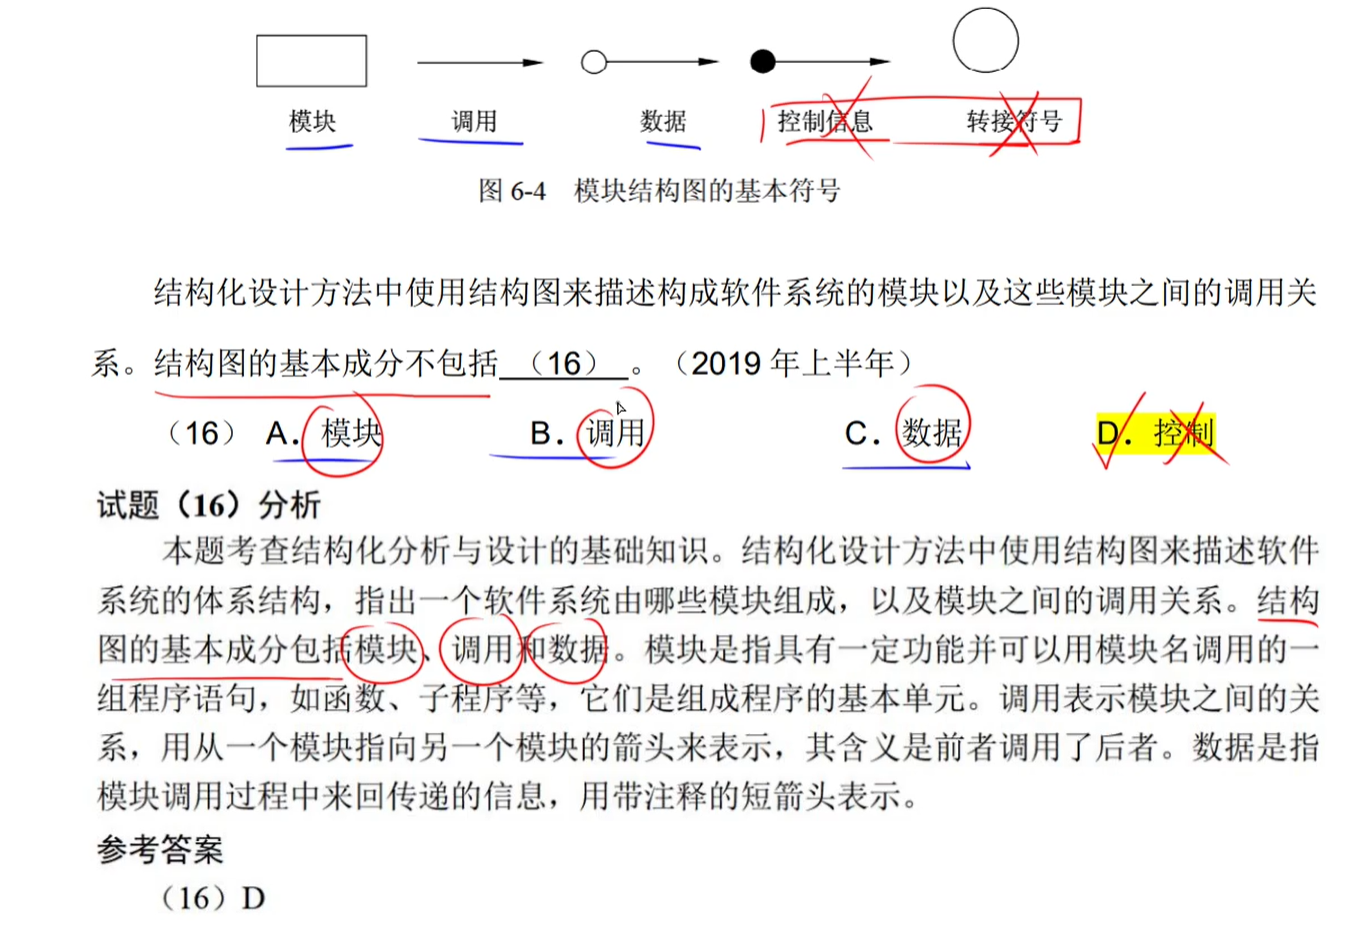 模块 调用 数据 控制信息 转接符号
图 6-4 模块结构图的基本符号
结构化设计方法中使用结构图来描述构成软件系统的模块以及这些模块之间的调用关
系。结构图的基本成分不包括 （16） 。（2019 年上半年）
（16） A. 模块 B. 调用 C. 数据 D. 控制
试题（16）分析
本题考查结构化分析与设计的基础知识。结构化设计方法中使用结构图来描述软件
系统的体系结构，指出一个软件系统由哪些模块组成，以及模块之间的调用关系。结构
图的基本成分包括模块、调用和数据。模块是指具有一定功能并可以用模块名调用的一
组程序语句，如函数、子程序等，它们是组成程序的基本单元。调用表示模块之间的关
系，用从一个模块指向另一个模块的箭头来表示，其含义是前者调用了后者。数据是指
模块调用过程中来回传递的信息，用带注释的短箭头表示。
参考答案
（16）D